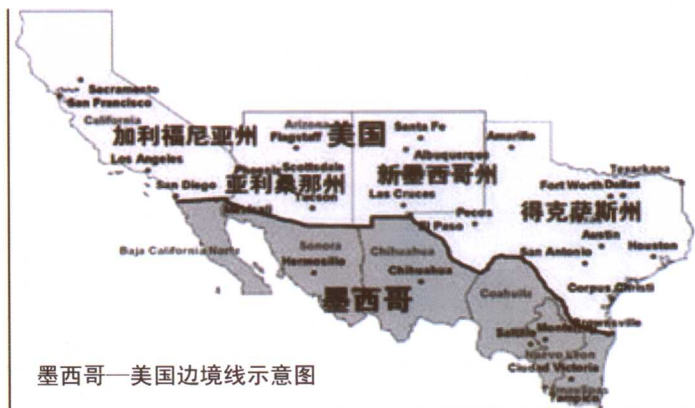 Sacramento
San Francisco
California
加利福尼亚州
Los Angeles
San Diego
Arizona
Flagstaff
美国
Scottsdale
亚利桑那州
Tucson
Santa Fe
Albuquerque
新墨西哥州
Las Cruces
El Paso
Pecos
Amarillo
Texarkana
Fort Worth Dallas
得克萨斯州
Austin
San Antonio
Houston
Corpus Christi
Brownsville
Baja California Norte
Sonora
Hermosillo
Chihuahua
Chihuahua
墨西哥
Coahuila
Saltillo
Nuevo Leon
Ciudad Victoria
Tamaulipas
Tampico
墨西哥—美国边境线示意图